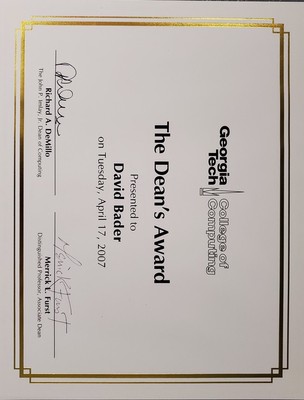 Georgia College of
Tech Computing
The Dean's Award
Presented to
David Bader
on Tuesday, April 17, 2007
Richard A. DeMillo
The John P. Imlay, Jr. Dean of Computing
Merrick L. Furst
Distinguished Professor, Associate Dean